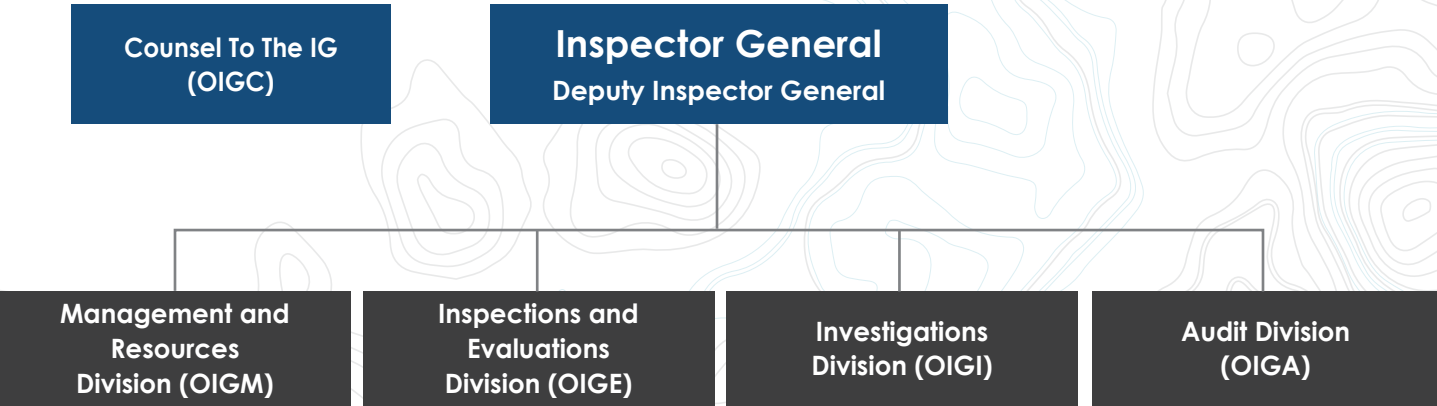 Counsel To The IG
(OIGC)
Inspector General
Deputy Inspector General
Management and
Resources
Division (OIGM)
Inspections and
Evaluations
Division (OIGE)
Investigations
Division (OIGI)
Audit Division
(OIGA)